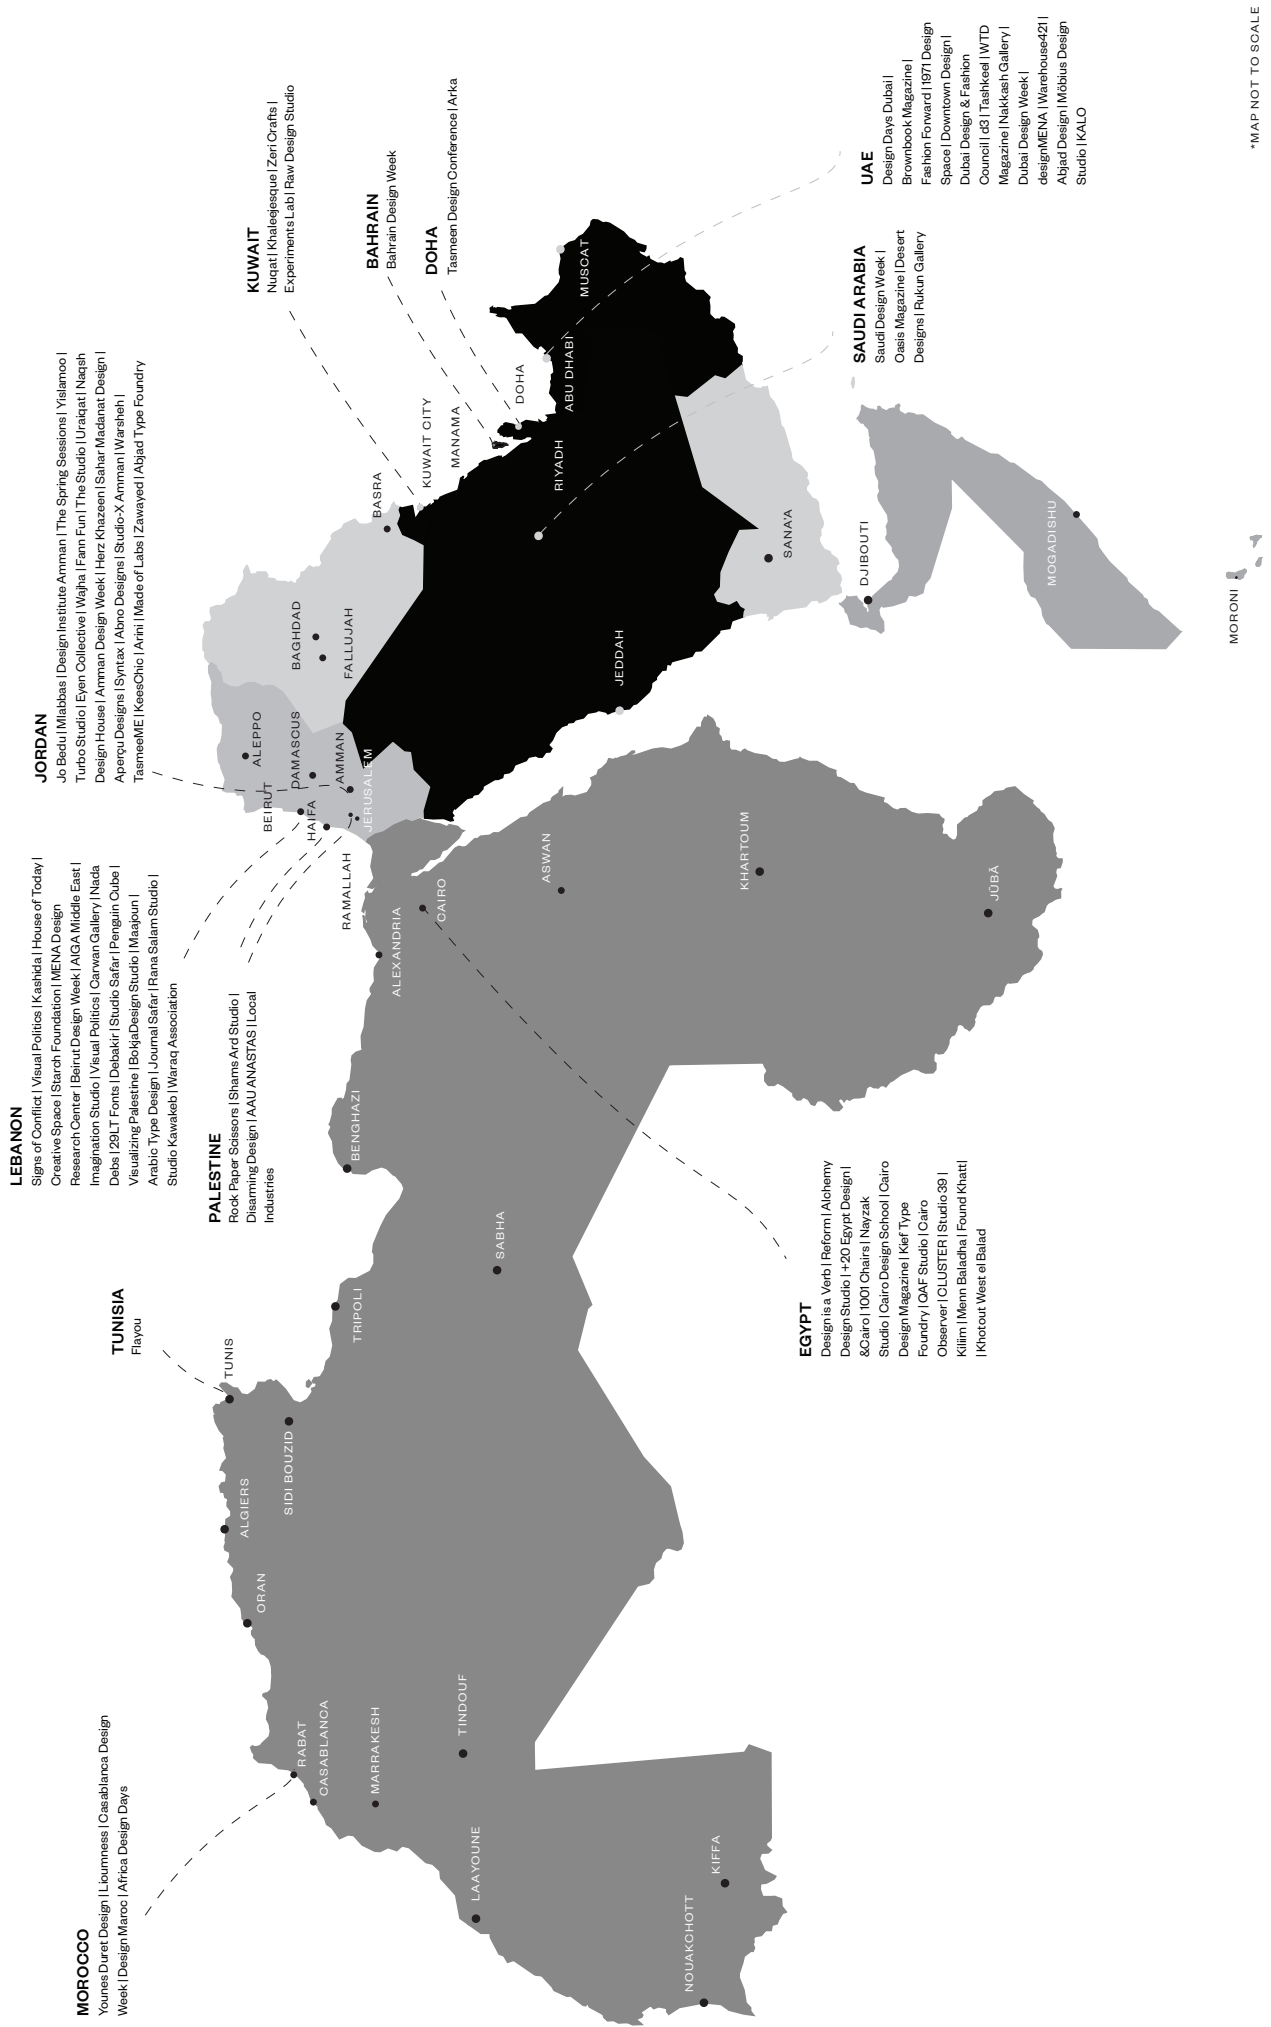 MOROCCO
Younes Duret Design | Lioumness | Casablanca Design
Week | Design Maroc | Africa Design Days
TUNISIA
Flayou
LEBANON
Signs of Conflict | Visual Politics | Kashida | House of Today |
Creative Space | Starch Foundation | MENA Design
Research Center | Beirut Design Week | AIGA Middle East |
Imagination Studio | Visual Politics | Carwan Gallery | Nada
Debs | 29LT Fonts | Debakir | Studio Safar | Penguin Cube |
Visualizing Palestine | BokjaDesign Studio | Maajoun |
Arabic Type Design | Journal Safar | Rana Salam Studio |
Studio Kawakeb | Waraq Association
PALESTINE
Rock Paper Scissors | Shams Ard Studio |
Disarming Design | AAU ANASTAS | Local
Industries
JORDAN
Jo Bedu | Mlabbas | Design Institute Amman | The Spring Sessions | Yislamoo |
Turbo Studio | Eyen Collective | Wajha | Fann Fun | The Studio | Uraiqat | Naqsh
Design House | Amman Design Week | Herz Khazeen | Sahar Madanat Design |
Aperçu Designs | Syntax | Abno Designs | Studio-X Amman | Warsheh |
TasmeeME | KeesChic | Arini | Made of Labs | Zawayed | Abjad Type Foundry
KUWAIT
Nuqat | Khaleejesque | Zeri Crafts |
Experiments Lab | Raw Design Studio
BAHRAIN
Bahrain Design Week
DOHA
Tasmeen Design Conference | Arka
EGYPT
Design is a Verb | Reform | Alchemy
Design Studio | +20 Egypt Design |
&Cairo | 1001 Chairs | Nayzak
Studio | Cairo Design School | Cairo
Design Magazine | Kief Type
Foundry | QAF Studio | Cairo
Observer | CLUSTER | Studio 39 |
Kiliim | Menn Baladha | Found Khatt|
| Khotout West el Balad
SAUDI ARABIA
Saudi Design Week |
Oasis Magazine | Desert
Designs | Rukun Gallery
UAE
Design Days Dubai |
Brownbook Magazine |
Fashion Forward | 1971 Design
Space | Downtown Design |
Dubai Design & Fashion
Council | d3 | Tashkeel | WTD
Magazine | Nakkash Gallery |
Dubai Design Week |
designMENA | Warehouse421 |
Abjad Design | Möbius Design
Studio | KALO
RABAT
CASABLANCA
MARRAKESH
TINDOUF
LAAYOUNE
NOUAKCHOTT
KIFFA
ORAN
ALGIERS
SIDI BOUZID
TUNIS
TRIPOLI
SABHA
BENGHAZI
ALEXANDRIA
CAIRO
ASWAN
KHARTOUM
JŪBĀ
RAMALLAH
JERUSALEM
HAIFA
BEIRUT
DAMASCUS
AMMAN
ALEPPO
BAGHDAD
FALLUJAH
BASRA
KUWAIT CITY
MANAMA
DOHA
ABU DHABI
MUSCAT
RIYADH
JEDDAH
SANA'A
DJIBOUTI
MOGADISHU
MORONI
*MAP NOT TO SCALE